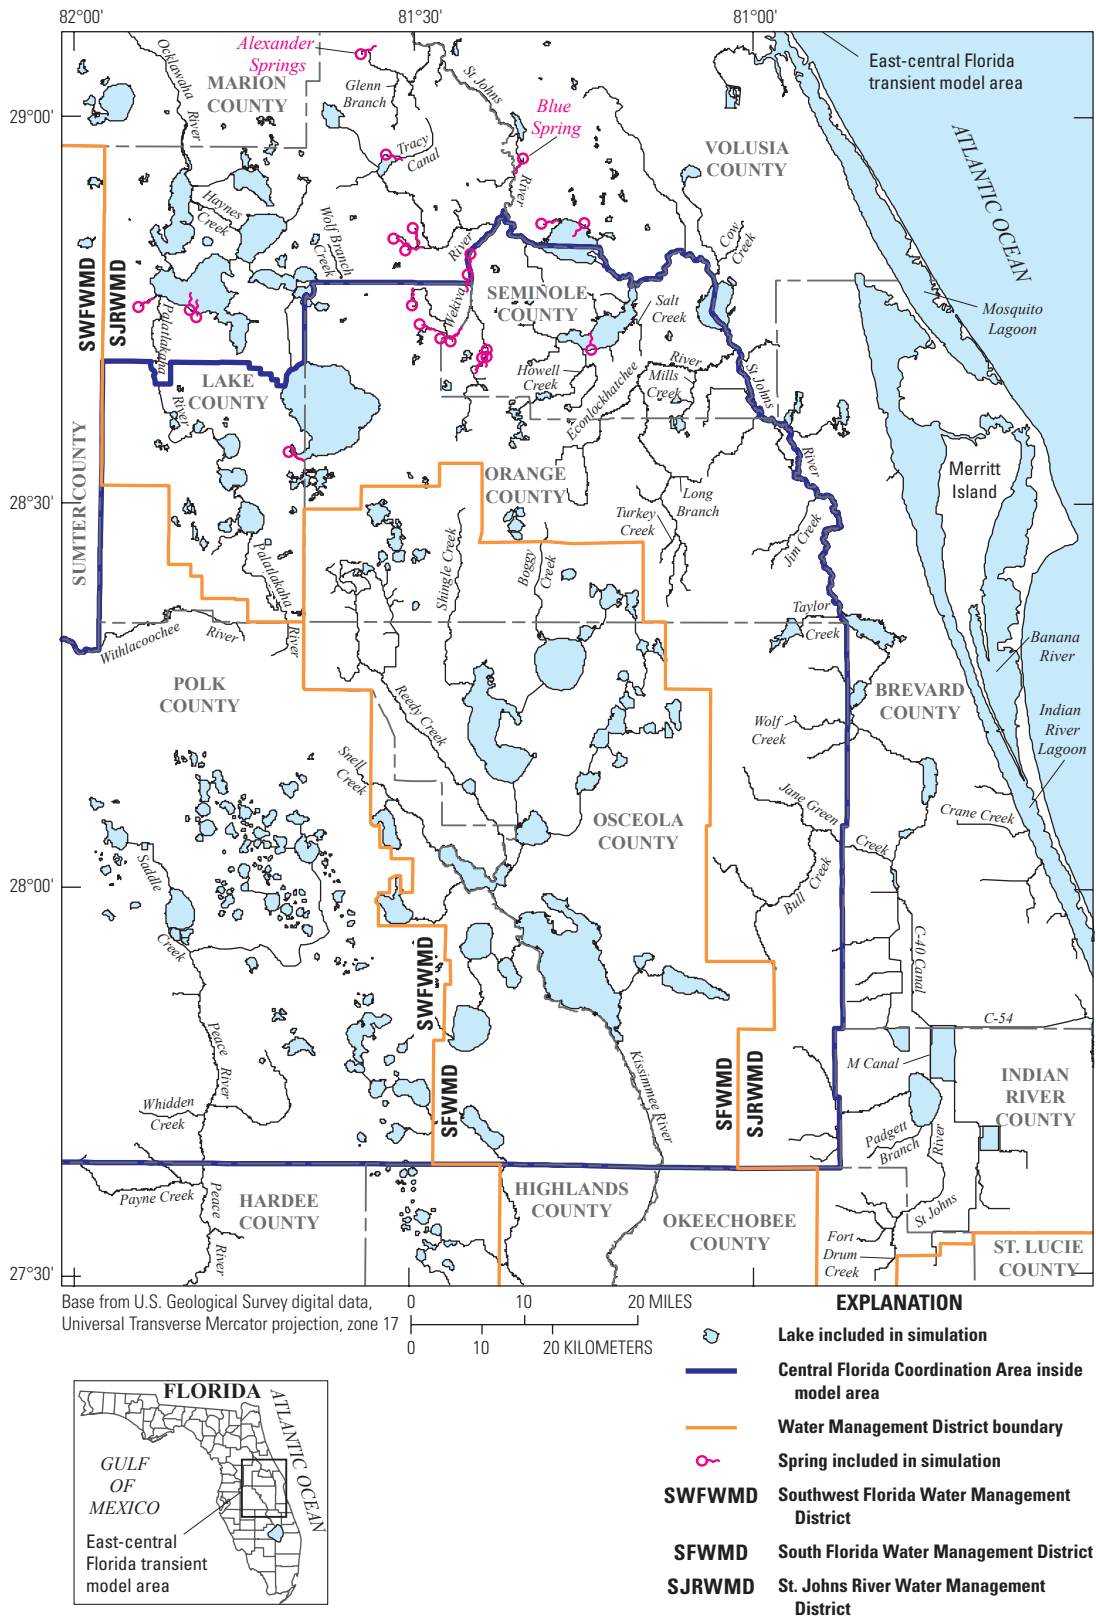 82°00'
81°30'
81°00'
29°00'
28°30'
28°00'
27°30'
Alexander
Springs
Ocklawaha
River
MARION
COUNTY
Glenn
Branch
St Johns
River
Blue
Spring
Tracy
Canal
East-central Florida
transient model area
ATLANTIC OCEAN
VOLUSIA
COUNTY
Haynes
Creek
Wolf Branch
Creek
River
Wekiva
Cow
Creek
SWFWMD
SJRWMD
SEMINOLE
COUNTY
Salt
Creek
Mosquito
Lagoon
Palatlakaha
River
LAKE
COUNTY
Howell
Creek
River
Mills
Creek
Econlockhatchee
St Johns
River
SUMTER COUNTY
ORANGE
COUNTY
Merritt
Island
Long
Branch
Turkey
Creek
Jim Creek
Shingle Creek
Boggy
Creek
Palatlakaha
River
Taylor
Creek
Withlacoochee
River
Banana
River
POLK
COUNTY
Reedy Creek
BREVARD
COUNTY
Wolf
Creek
Indian
River
Lagoon
Snell
Creek
Jane Green
Creek
Crane Creek
OSCEOLA
COUNTY
Saddle
Creek
Bull Creek
SWFWMD
C-40 Canal
C-54
Peace
River
Kissimmee River
M Canal
INDIAN
RIVER
COUNTY
SFWMD
SFWMD
SJRWMD
Whidden
Creek
Padgett
Branch
River
St Johns
Payne Creek
Peace
River
HARDEE
COUNTY
HIGHLANDS
COUNTY
OKEECHOBEE
COUNTY
Fort
Drum
Creek
ST. LUCIE
COUNTY
Base from U.S. Geological Survey digital data,
Universal Transverse Mercator projection, zone 17
0 10 20 MILES
0 10 20 KILOMETERS
EXPLANATION
Lake included in simulation
Central Florida Coordination Area inside
model area
Water Management District boundary
Spring included in simulation
SWFWMD Southwest Florida Water Management
District
SFWMD South Florida Water Management District
SJRWMD St. Johns River Water Management
District
FLORIDA
ATLANTIC OCEAN
GULF
OF
MEXICO
East-central
Florida transient
model area